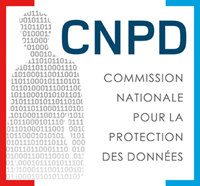 CNPD
COMMISSION
NATIONALE
POUR LA
PROTECTION
DES DONNÉES